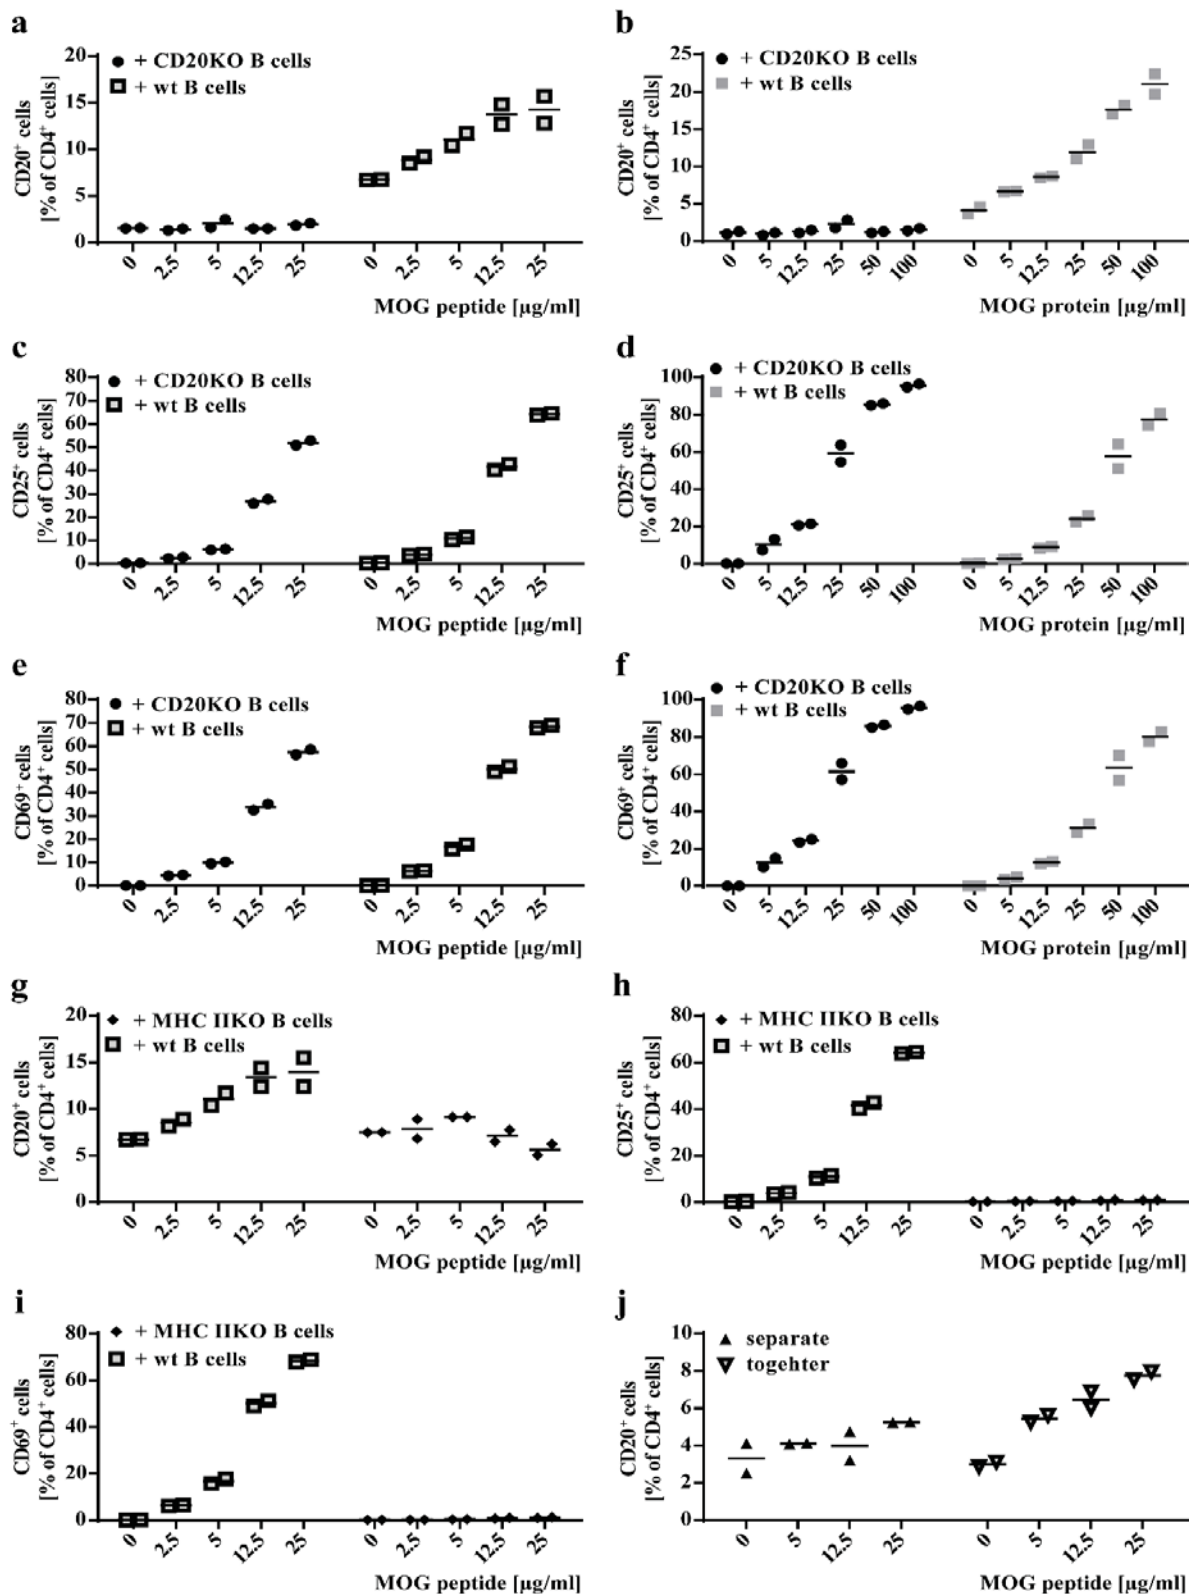 a
20
15
10
5
0
CD20⁺ cells
[% of CD4⁺ cells]
+ CD20KO B cells
+ wt B cells
0 2.5 5 12.5 25 0 2.5 5 12.5 25
MOG peptide [µg/ml]
b
25
20
15
10
5
0
CD20⁺ cells
[% of CD4⁺ cells]
+ CD20KO B cells
+ wt B cells
0 5 12.5 25 50 100 0 5 12.5 25 50 100
MOG protein [µg/ml]
c
80
70
60
50
40
30
20
10
0
CD25⁺ cells
[% of CD4⁺ cells]
+ CD20KO B cells
+ wt B cells
0 2.5 5 12.5 25 0 2.5 5 12.5 25
MOG peptide [µg/ml]
d
100
80
60
40
20
0
CD25⁺ cells
[% of CD4⁺ cells]
+ CD20KO B cells
+ wt B cells
0 5 12.5 25 50 100 0 5 12.5 25 50 100
MOG protein [µg/ml]
e
80
70
60
50
40
30
20
10
0
CD69⁺ cells
[% of CD4⁺ cells]
+ CD20KO B cells
+ wt B cells
0 2.5 5 12.5 25 0 2.5 5 12.5 25
MOG peptide [µg/ml]
f
100
80
60
40
20
0
CD69⁺ cells
[% of CD4⁺ cells]
+ CD20KO B cells
+ wt B cells
0 5 12.5 25 50 100 0 5 12.5 25 50 100
MOG protein [µg/ml]
g
20
15
10
5
0
CD20⁺ cells
[% of CD4⁺ cells]
+ MHC IIKO B cells
+ wt B cells
0 2.5 5 12.5 25 0 2.5 5 12.5 25
MOG peptide [µg/ml]
h
80
60
40
20
0
CD25⁺ cells
[% of CD4⁺ cells]
+ MHC IIKO B cells
+ wt B cells
0 2.5 5 12.5 25 0 2.5 5 12.5 25
MOG peptide [µg/ml]
i
80
60
40
20
0
CD69⁺ cells
[% of CD4⁺ cells]
+ MHC IIKO B cells
+ wt B cells
0 2.5 5 12.5 25 0 2.5 5 12.5 25
MOG peptide [µg/ml]
j
10
8
6
4
2
0
CD20⁺ cells
[% of CD4⁺ cells]
separate
togehter
0 5 12.5 25 0 5 12.5 25
MOG peptide [µg/ml]